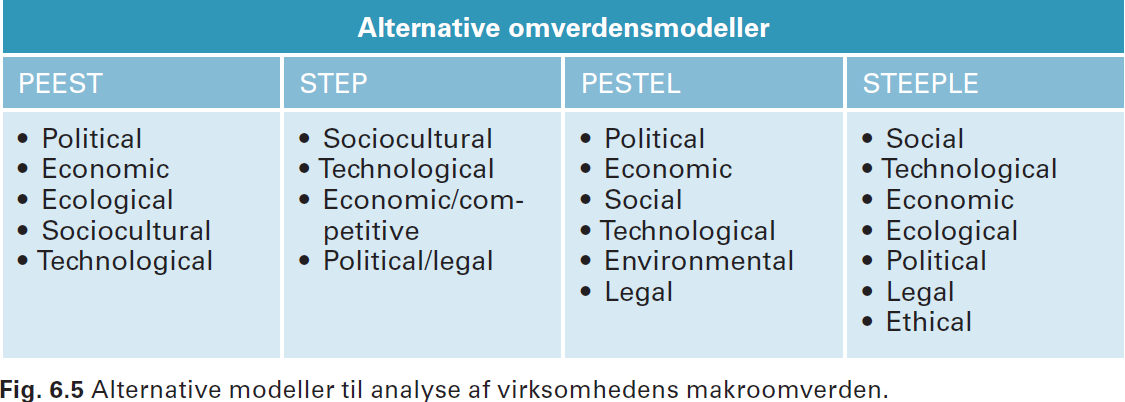 Alternative omverdensmodeller
PEEST
• Political
• Economic
• Ecological
• Sociocultural
• Technological
STEP
• Sociocultural
• Technological
• Economic/com-
petitive
• Political/legal
PESTEL
• Political
• Economic
• Social
• Technological
• Environmental
• Legal
STEEPLE
• Social
• Technological
• Economic
• Ecological
• Political
• Legal
• Ethical
Fig. 6.5 Alternative modeller til analyse af virksomhedens makroomverden.